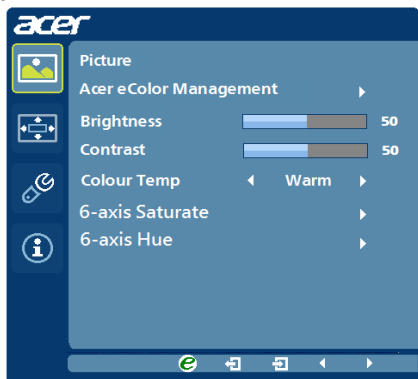 acer
Picture
Acer eColor Management
Brightness 50
Contrast 50
Colour Temp Warm
6-axis Saturate
6-axis Hue
e